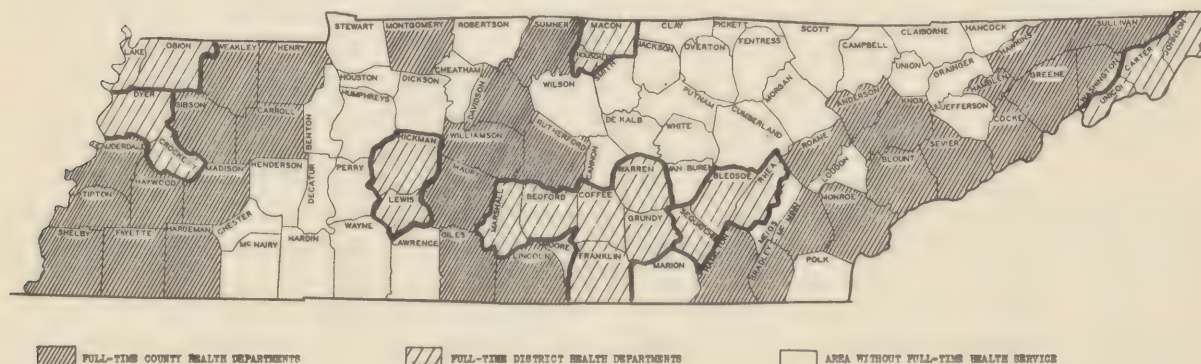 STEWART MONTGOMERY ROBERTSON SUMNER MACON CLAY PICKETT SCOTT CLAIBORNE HANCOCK SULLIVAN JOHNSON
LAKE OBION WEAKLEY HENRY JACKSON OVERTON FENTRESS CAMPBELL UNION GRAINGER HAWKINS GREENE WASHINGTON CARTER UNICOI
DYER GIBSON CARROLL BENTON HOUSTON HUMPHREYS DICKSON CHEATHAM DAVIDSON WILSON SMITH PUTNAM MORGAN ANDERSON KNOX JEFFERSON HAMBLEN COCKE
LAUDERDALE CROCKETT HICKMAN WILLIAMSON RUTHERFORD CANNON DE KALB WHITE CUMBERLAND ROANE LOUDON BLOUNT SEVIER
TIPTON HAYWOOD MADISON HENDERSON DECATUR PERRY LEWIS MAURY MARSHALL BEDFORD COFFEE WARREN VAN BUREN BLEDSOE RHEA MEIGS MC MINN MONROE
SHELBY FAYETTE HARDEMAN CHESTER MC NAIRY HARDIN WAYNE LAWRENCE GILES LINCOLN MOORE FRANKLIN GRUNDY MARION HAMILTON BRADLEY POLK
FULL-TIME COUNTY HEALTH DEPARTMENTS
FULL-TIME DISTRICT HEALTH DEPARTMENTS
AREA WITHOUT FULL-TIME HEALTH SERVICE